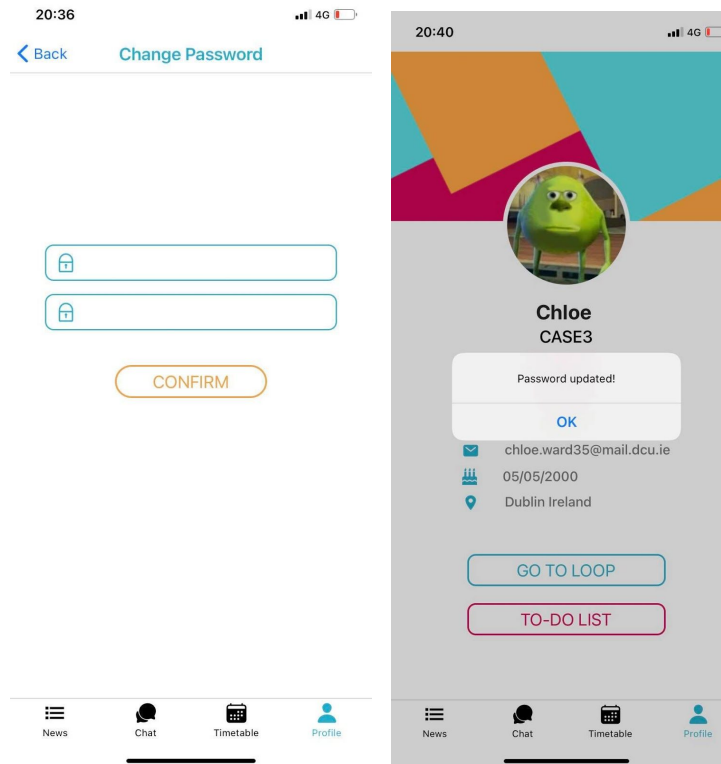 20:36
4G
Back
Change Password
CONFIRM
News
Chat
Timetable
Profile
20:40
4G
Chloe
CASE3
Password updated!
OK
chloe.ward35@mail.dcu.ie
05/05/2000
Dublin Ireland
GO TO LOOP
TO-DO LIST
News
Chat
Timetable
Profile